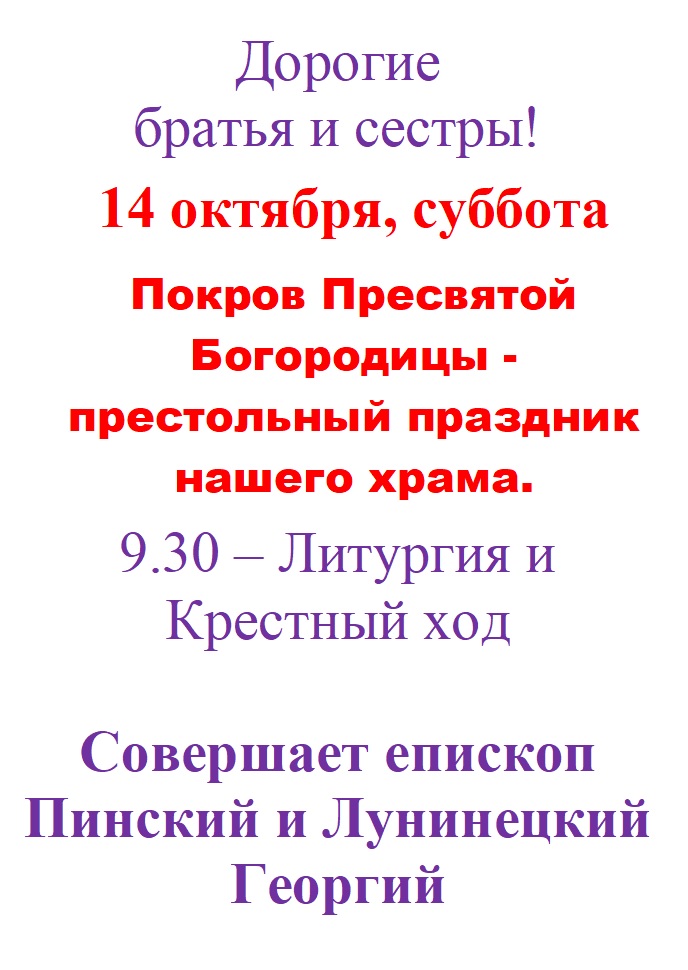 Дорогие
братья и сестры!
14 октября, суббота
Покров Пресвятой
Богородицы -
престольный праздник
нашего храма.
9.30 – Литургия и
Крестный ход
Совершает епископ
Пинский и Лунинецкий
Георгий